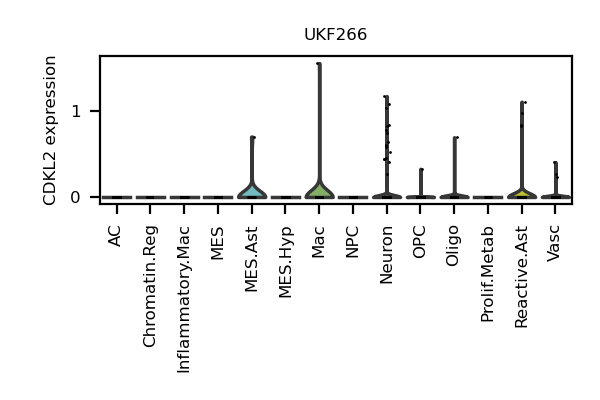 UKF266
CDKL2 expression
1
0
AC
Chromatin.Reg
Inflammatory.Mac
MES
MES.Ast
MES.Hyp
Mac
NPC
Neuron
OPC
Oligo
Prolif.Metab
Reactive.Ast
Vasc